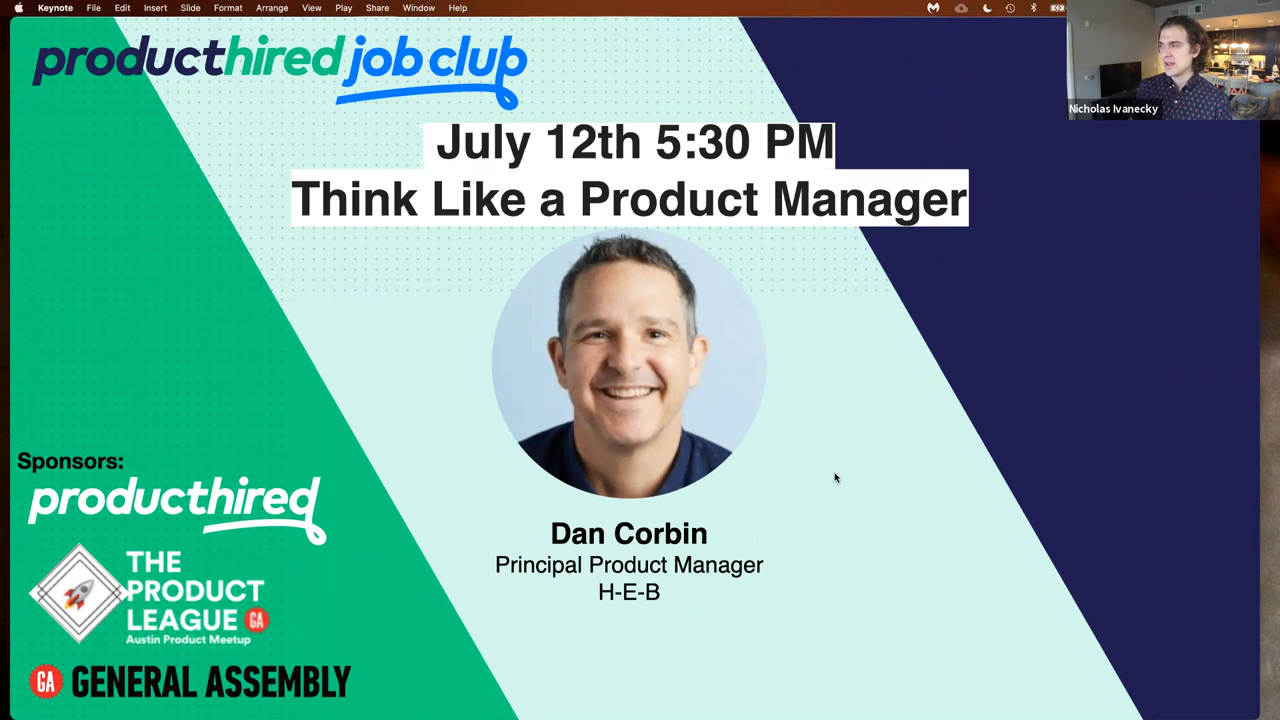 Keynote File Edit Insert Slide Format Arrange View Play Share Window Help
Nicholas Ivanecky
producthired job club
July 12th 5:30 PM
Think Like a Product Manager
Dan Corbin
Principal Product Manager
H-E-B
Sponsors:
producthired
THE
PRODUCT
LEAGUE GA
Austin Product Meetup
GA GENERAL ASSEMBLY